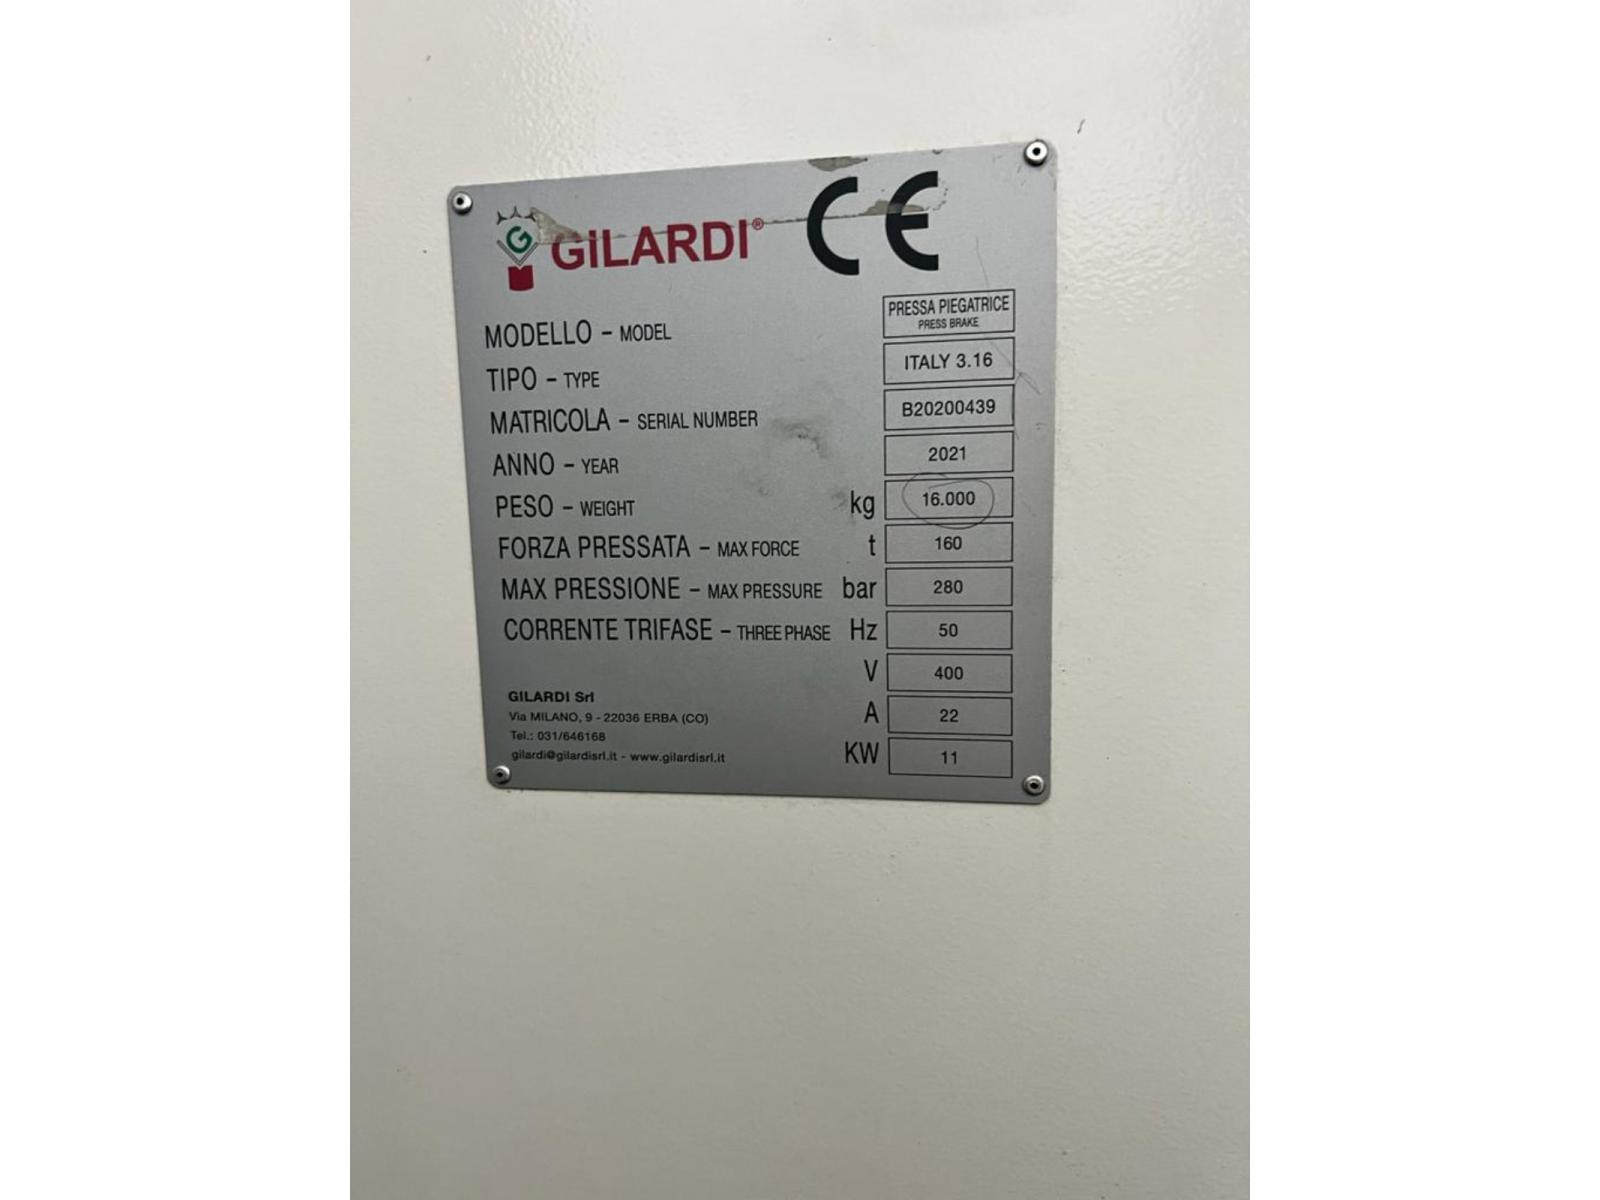 G GILARDI® CE
MODELLO - MODEL PRESSA PIEGATRICE
PRESS BRAKE
TIPO - TYPE ITALY 3.16
MATRICOLA - SERIAL NUMBER B20200439
ANNO - YEAR 2021
PESO - WEIGHT kg 16.000
FORZA PRESSATA - MAX FORCE t 160
MAX PRESSIONE - MAX PRESSURE bar 280
CORRENTE TRIFASE - THREE PHASE Hz 50
V 400
A 22
KW 11
GILARDI Srl
Via MILANO, 9 - 22036 ERBA (CO)
Tel.: 031/646168
gilardi@gilardisrl.it - www.gilardisrl.it